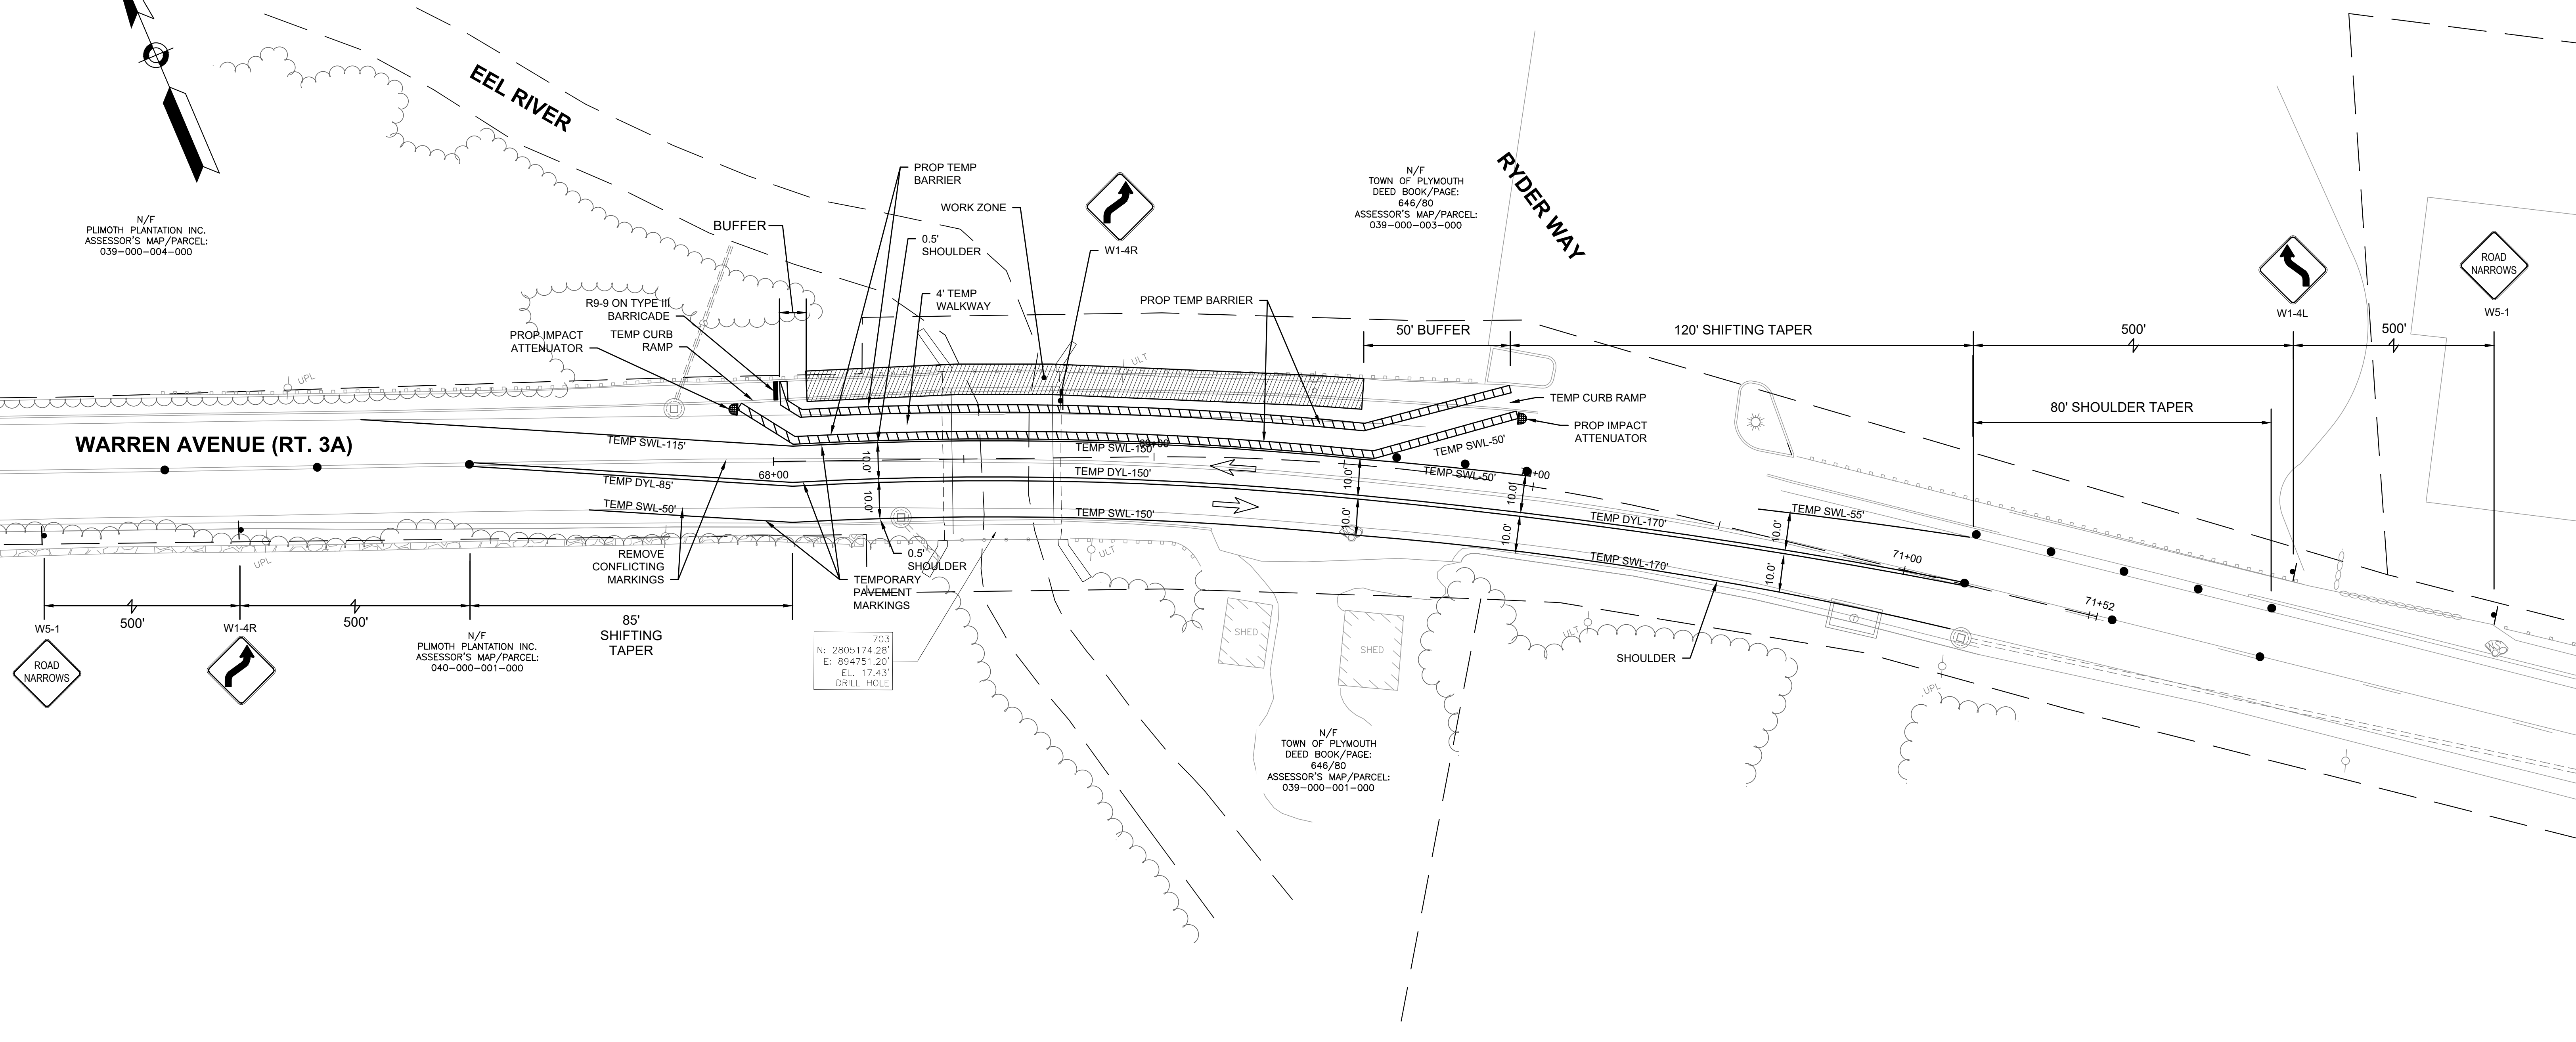 EEL RIVER
N/F
PLIMOTH PLANTATION INC.
ASSESSOR'S MAP/PARCEL:
039-000-004-000
PROP TEMP
BARRIER
WORK ZONE
BUFFER
0.5'
SHOULDER
W1-4R
4' TEMP
WALKWAY
R9-9 ON TYPE III
BARRICADE
PROP IMPACT
ATTENUATOR
TEMP CURB
RAMP
PROP TEMP BARRIER
N/F
TOWN OF PLYMOUTH
DEED BOOK/PAGE:
646/80
ASSESSOR'S MAP/PARCEL:
039-000-003-000
RYDER WAY
50' BUFFER
120' SHIFTING TAPER
500'
500'
W1-4L
ROAD
NARROWS
W5-1
80' SHOULDER TAPER
TEMP CURB RAMP
PROP IMPACT
ATTENUATOR
UPL
ULT
WARREN AVENUE (RT. 3A)
TEMP SWL-115'
TEMP DYL-85'
TEMP SWL-50'
68+00
10.0'
10.0'
TEMP SWL-150'
69+00
TEMP DYL-150'
TEMP SWL-150'
TEMP SWL-50'
TEMP SWL-50'
10.0'
10.0'
10.0'
10.0'
TEMP DYL-170'
TEMP SWL-170'
TEMP SWL-55'
10.0'
10.0'
71+00
71+52
UPL
REMOVE
CONFLICTING
MARKINGS
0.5'
SHOULDER
TEMPORARY
PAVEMENT
MARKINGS
ULT
ULT
UPL
SHOULDER
W5-1
500'
W1-4R
500'
85'
SHIFTING
TAPER
ROAD
NARROWS
N/F
PLIMOTH PLANTATION INC.
ASSESSOR'S MAP/PARCEL:
040-000-001-000
703
N: 2805174.28'
E: 894751.20'
EL. 17.43'
DRILL HOLE
SHED
SHED
N/F
TOWN OF PLYMOUTH
DEED BOOK/PAGE:
646/80
ASSESSOR'S MAP/PARCEL:
039-000-001-000